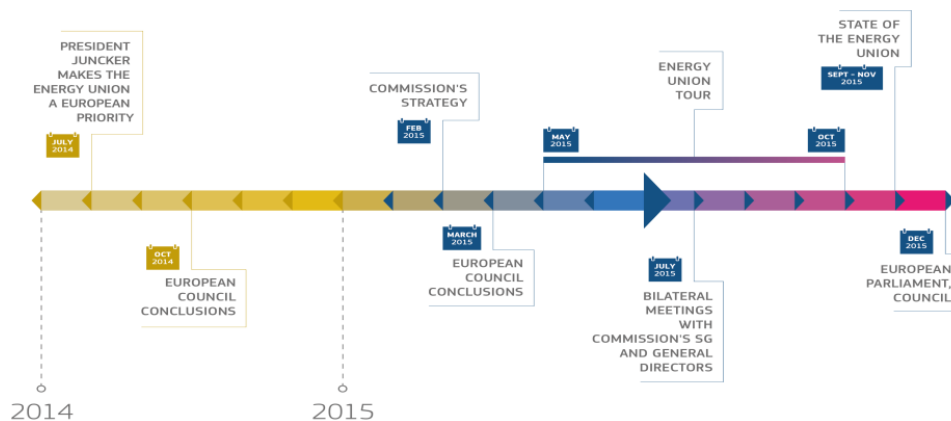 PRESIDENT
JUNCKER
MAKES THE
ENERGY UNION
A EUROPEAN
PRIORITY
JULY
2014
OCT
2014
EUROPEAN
COUNCIL
CONCLUSIONS
COMMISSION'S
STRATEGY
FEB
2015
MARCH
2015
EUROPEAN
COUNCIL
CONCLUSIONS
MAY
2015
ENERGY
UNION
TOUR
OCT
2015
JULY
2015
BILATERAL
MEETINGS
WITH
COMMISSION'S SG
AND GENERAL
DIRECTORS
STATE OF
THE ENERGY
UNION
SEPT – NOV
2015
DEC
2015
EUROPEAN
PARLIAMENT,
COUNCIL
2014
2015